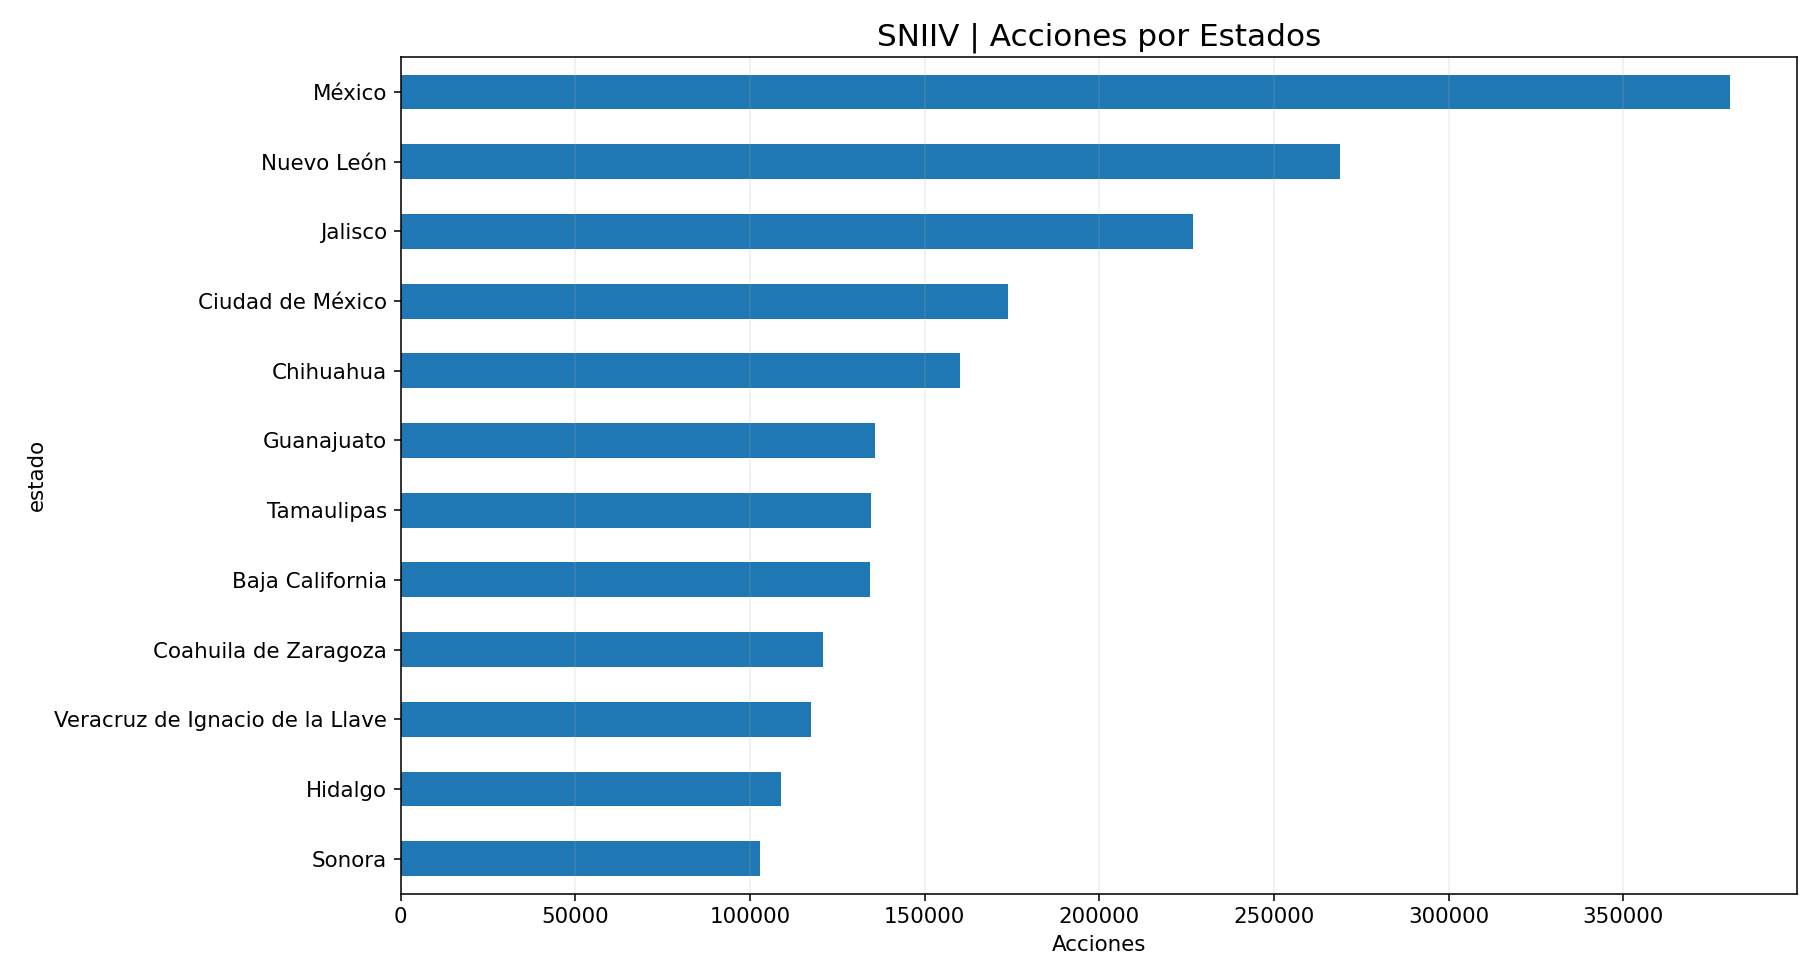 SNIIV | Acciones por Estados
México
Nuevo León
Jalisco
Ciudad de México
Chihuahua
Guanajuato
Tamaulipas
Baja California
Coahuila de Zaragoza
Veracruz de Ignacio de la Llave
Hidalgo
Sonora
estado
0 50000 100000 150000 200000 250000 300000 350000
Acciones